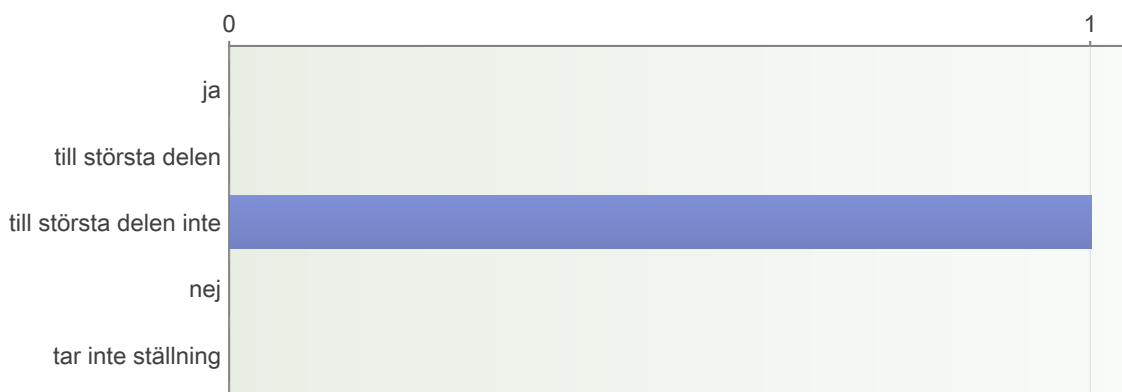 0 1
ja
till största delen
till största delen inte
nej
tar inte ställning